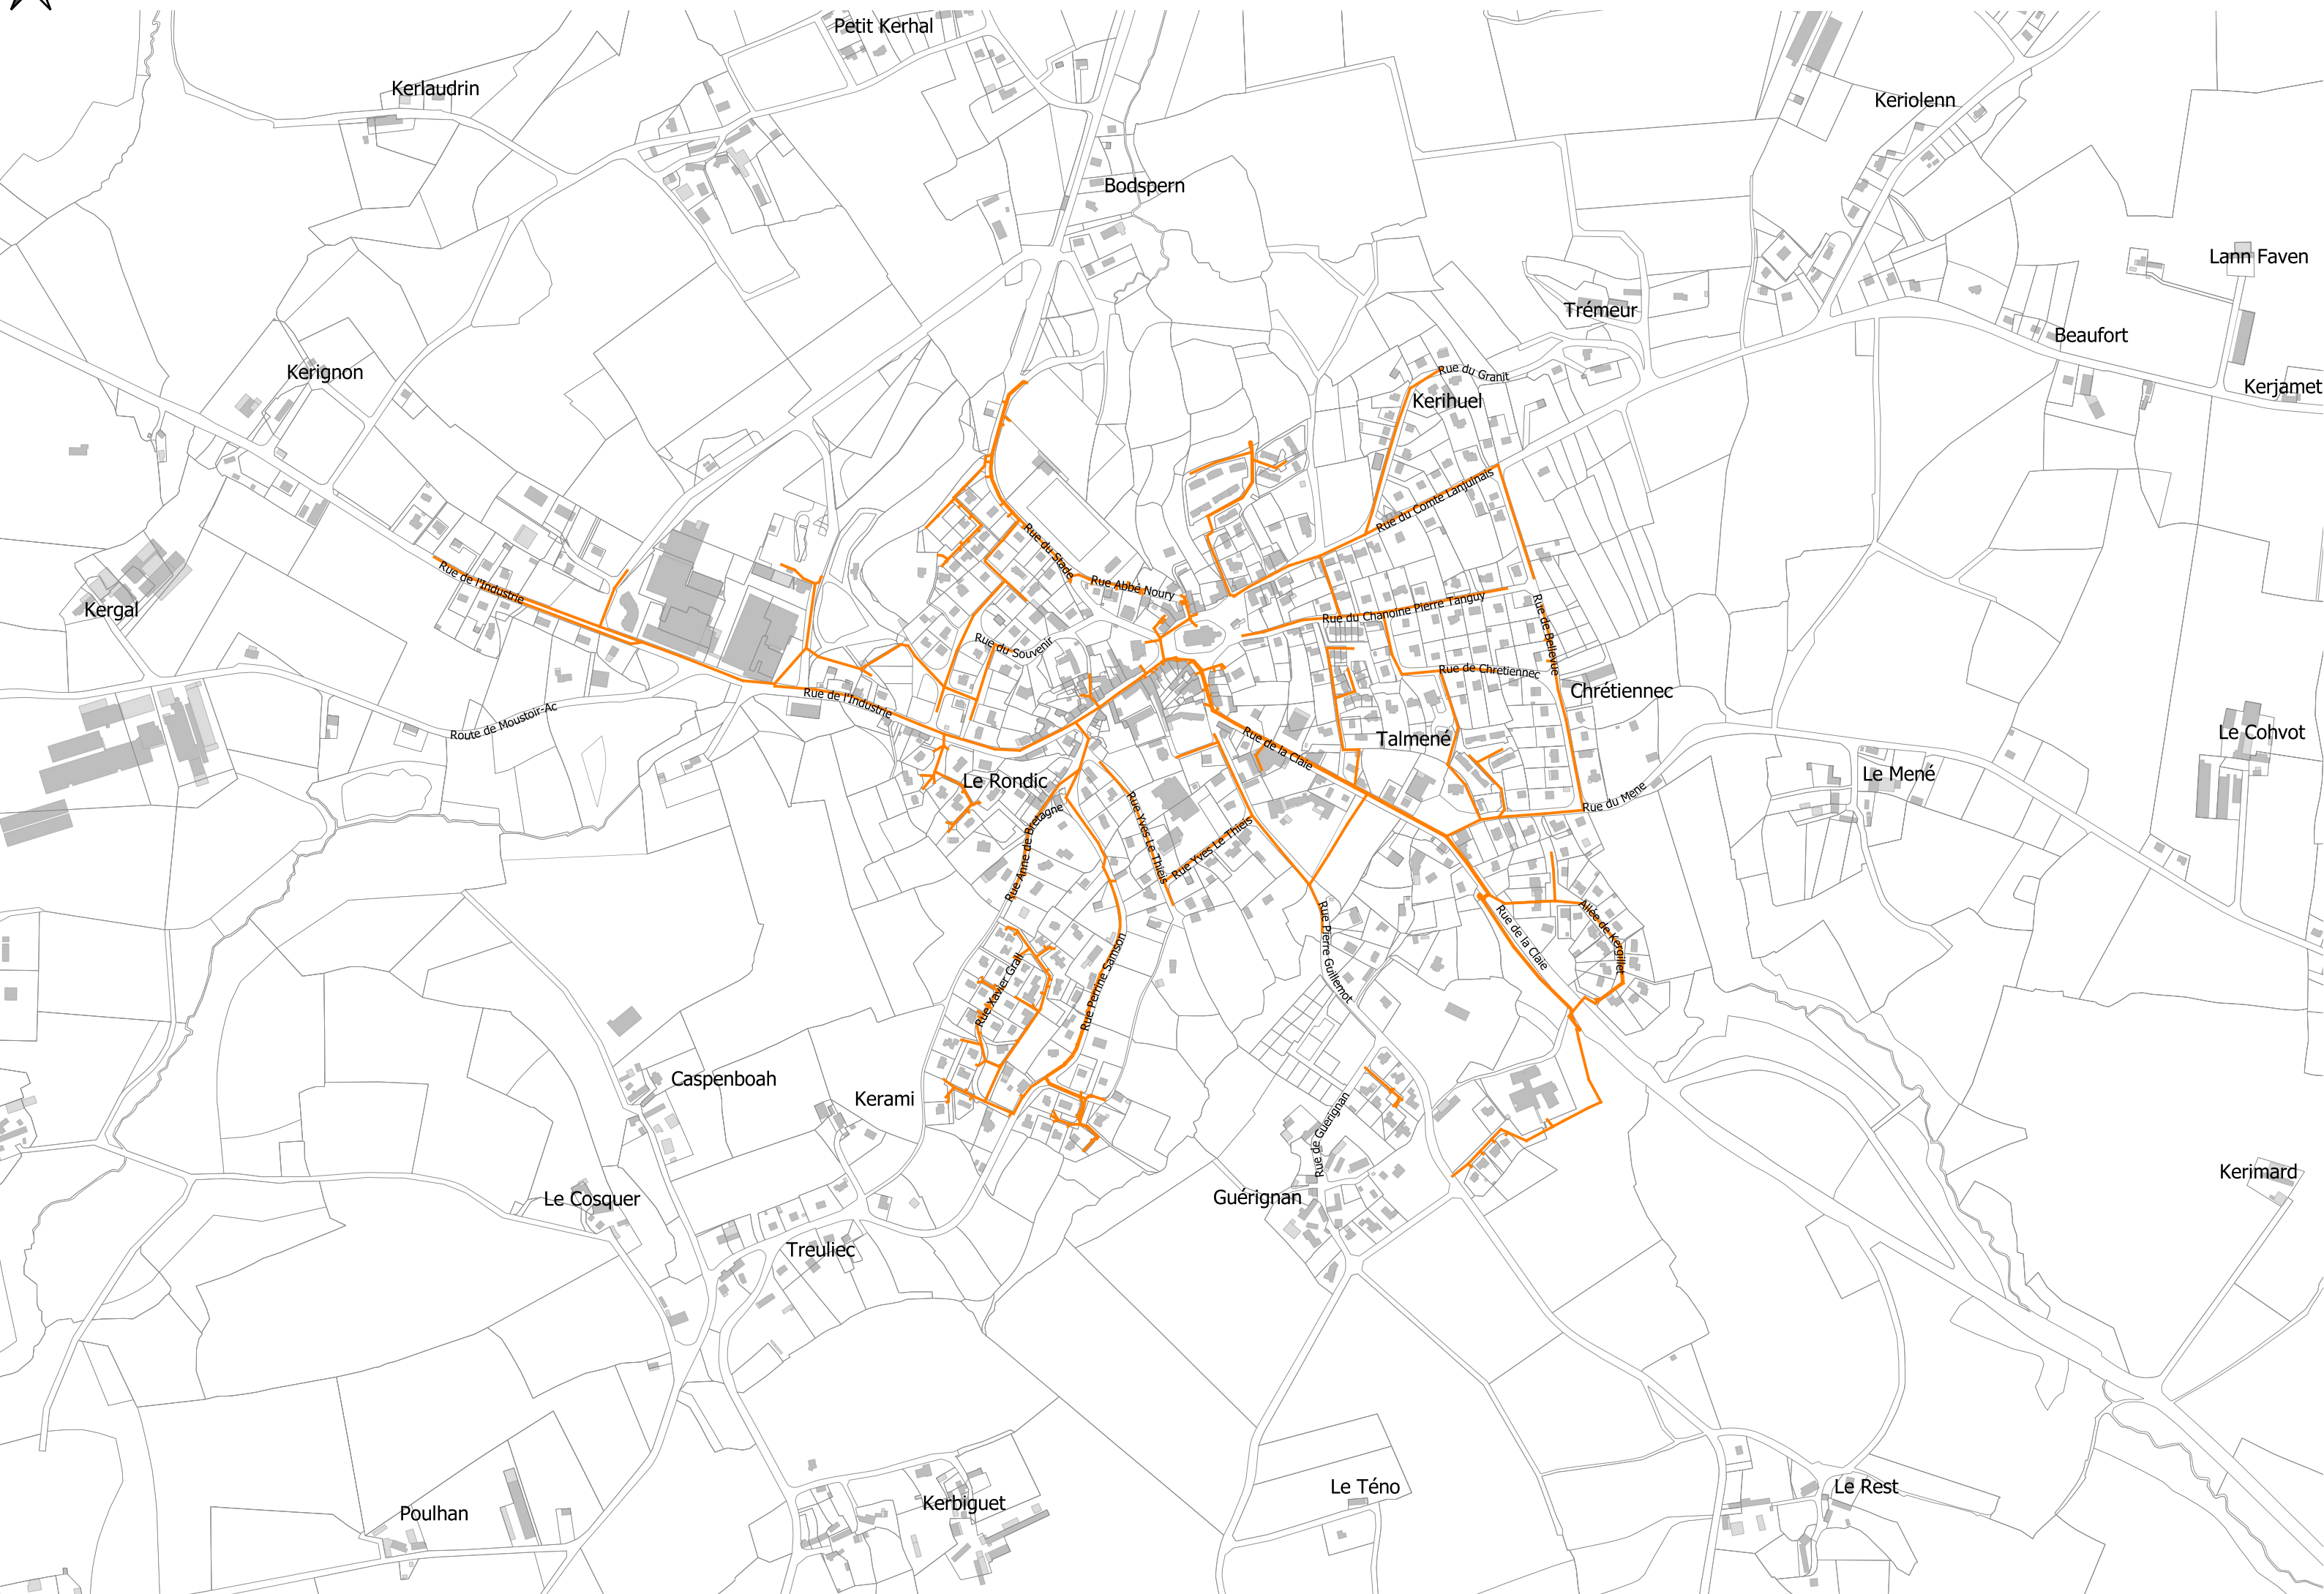 Petit Kerhal
Kerlaudrin
Keriolenn
Bodspern
Lann Faven
Trémeur
Beaufort
Kerignon
Rue du Granit
Kerjamet
Kerihuel
Rue du Comte Lanjuinais
Rue du Stade
Rue de l'Industrie
Rue Abbé Noury
Kergal
Rue du Chanoine Pierre Tanguy
Rue de Bellevue
Rue du Souvenir
Rue de Chretiennec
Chrétiennec
Rue de l'Industrie
Route de Moustoir-Ac
Le Cohvot
Talmené
Rue de la Claie
Le Mené
Le Rondic
Rue du Mene
Rue Anne de Bretagne
Rue Yves Le Thieis
Rue Yves Le Thieis
Rue Pierre Guillemot
Rue de la Claie
Allée de Kergrillet
Rue Xavier Grall
Rue Perrine Samson
Caspenboah
Kerami
Rue de Guérignan
Kerimard
Le Cosquer
Guérignan
Treuliec
Le Téno
Le Rest
Kerbiguet
Poulhan